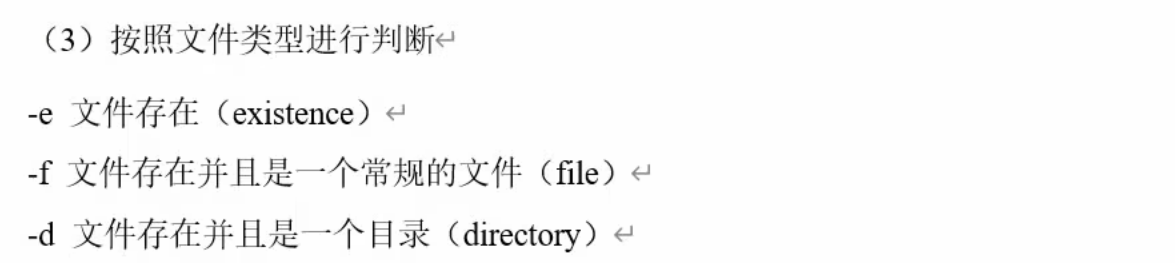 （3）按照文件类型进行判断↵
-e 文件存在（existence）↵
-f 文件存在并且是一个常规的文件（file）↵
-d 文件存在并且是一个目录（directory）↵